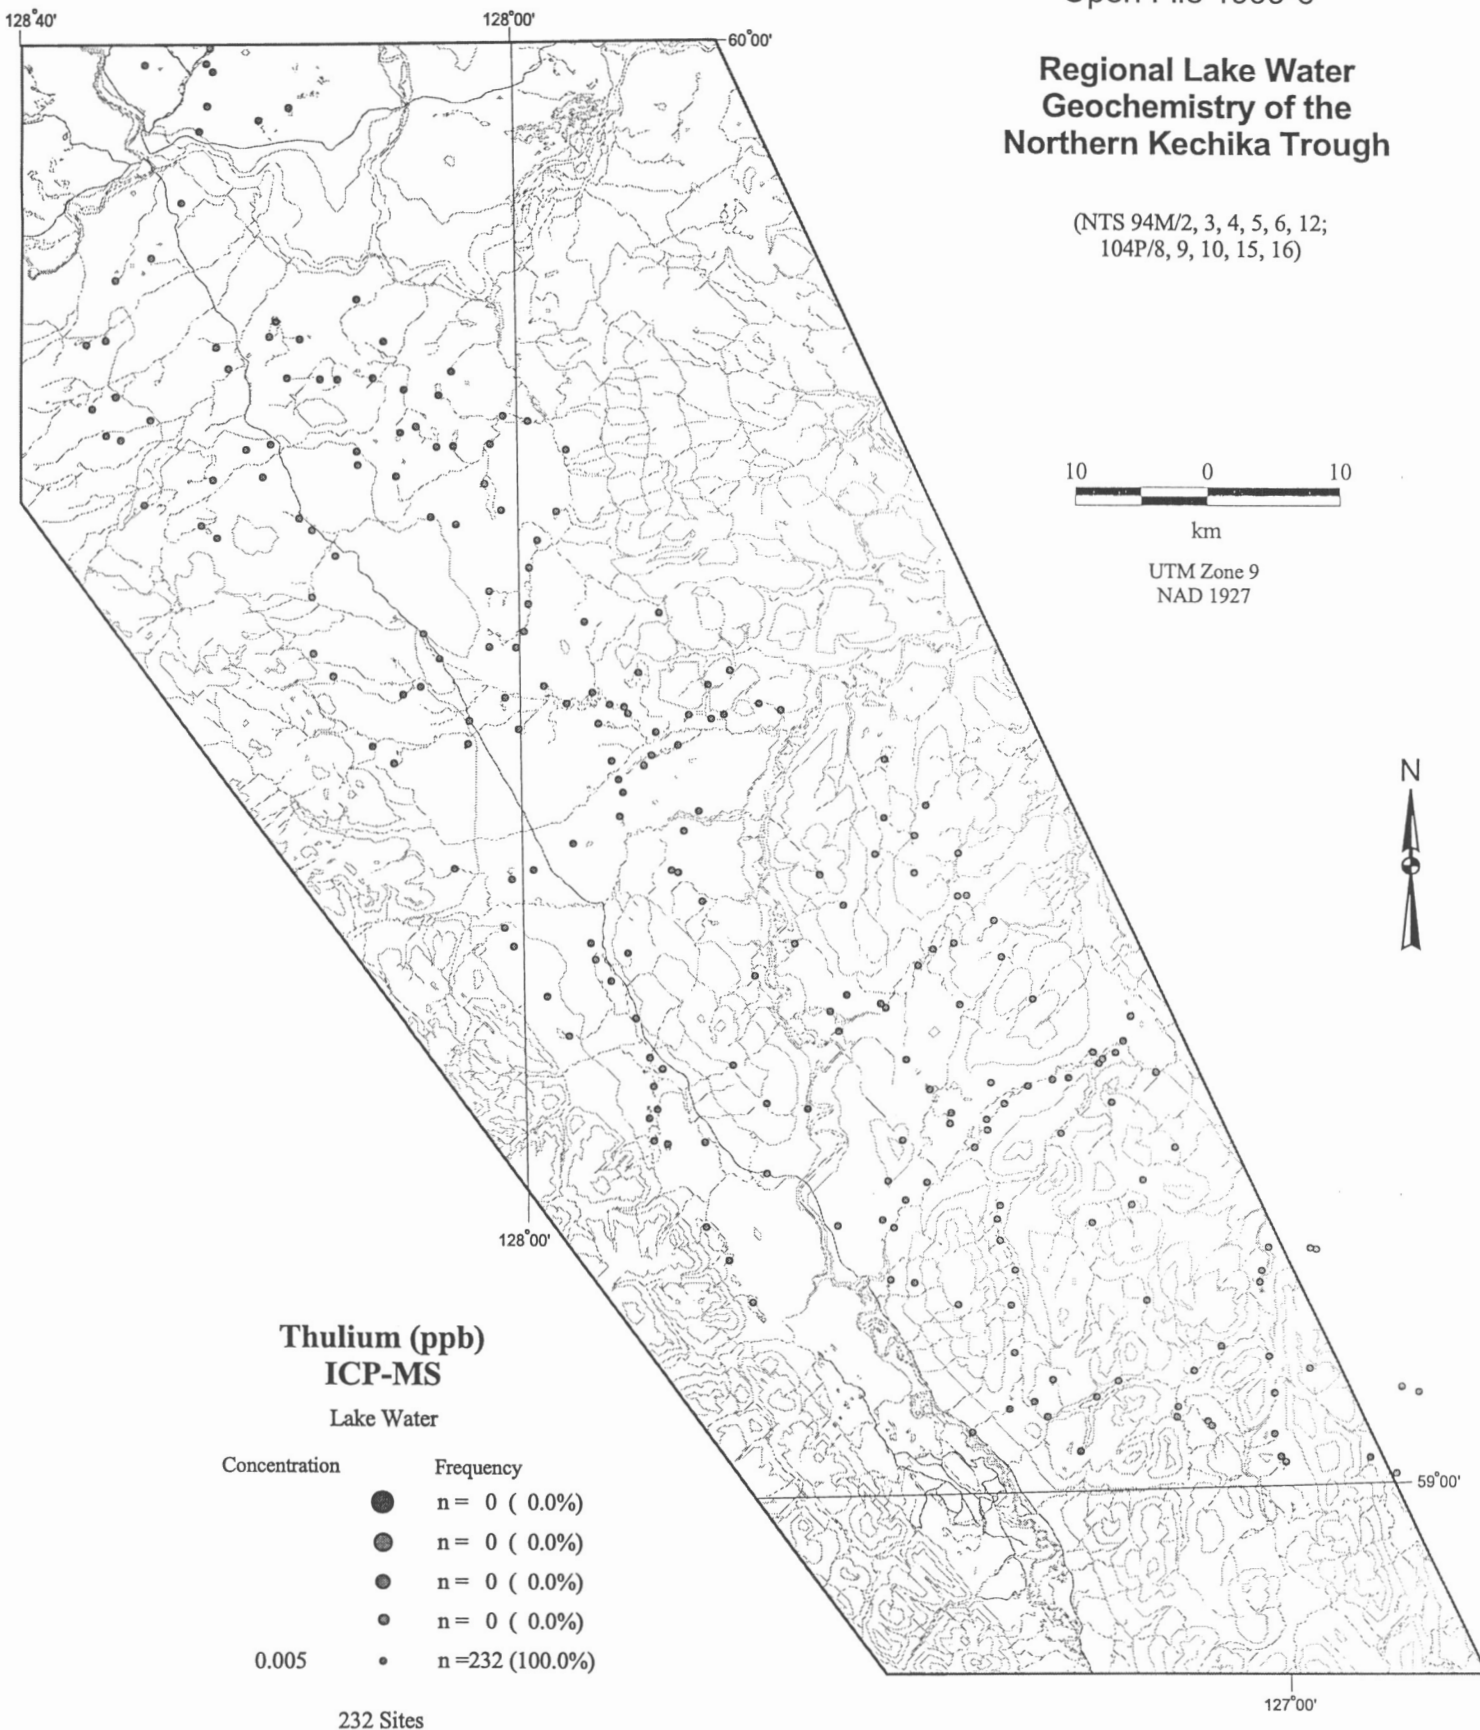 128°40'
128°00'
60°00'
Regional Lake Water
Geochemistry of the
Northern Kechika Trough
(NTS 94M/2, 3, 4, 5, 6, 12;
104P/8, 9, 10, 15, 16)
10 0 10
km
UTM Zone 9
NAD 1927
N
128°00'
Thulium (ppb)
ICP-MS
Lake Water
Concentration Frequency
n = 0 ( 0.0%)
n = 0 ( 0.0%)
n = 0 ( 0.0%)
n = 0 ( 0.0%)
0.005 n =232 (100.0%)
232 Sites
59°00'
127°00'